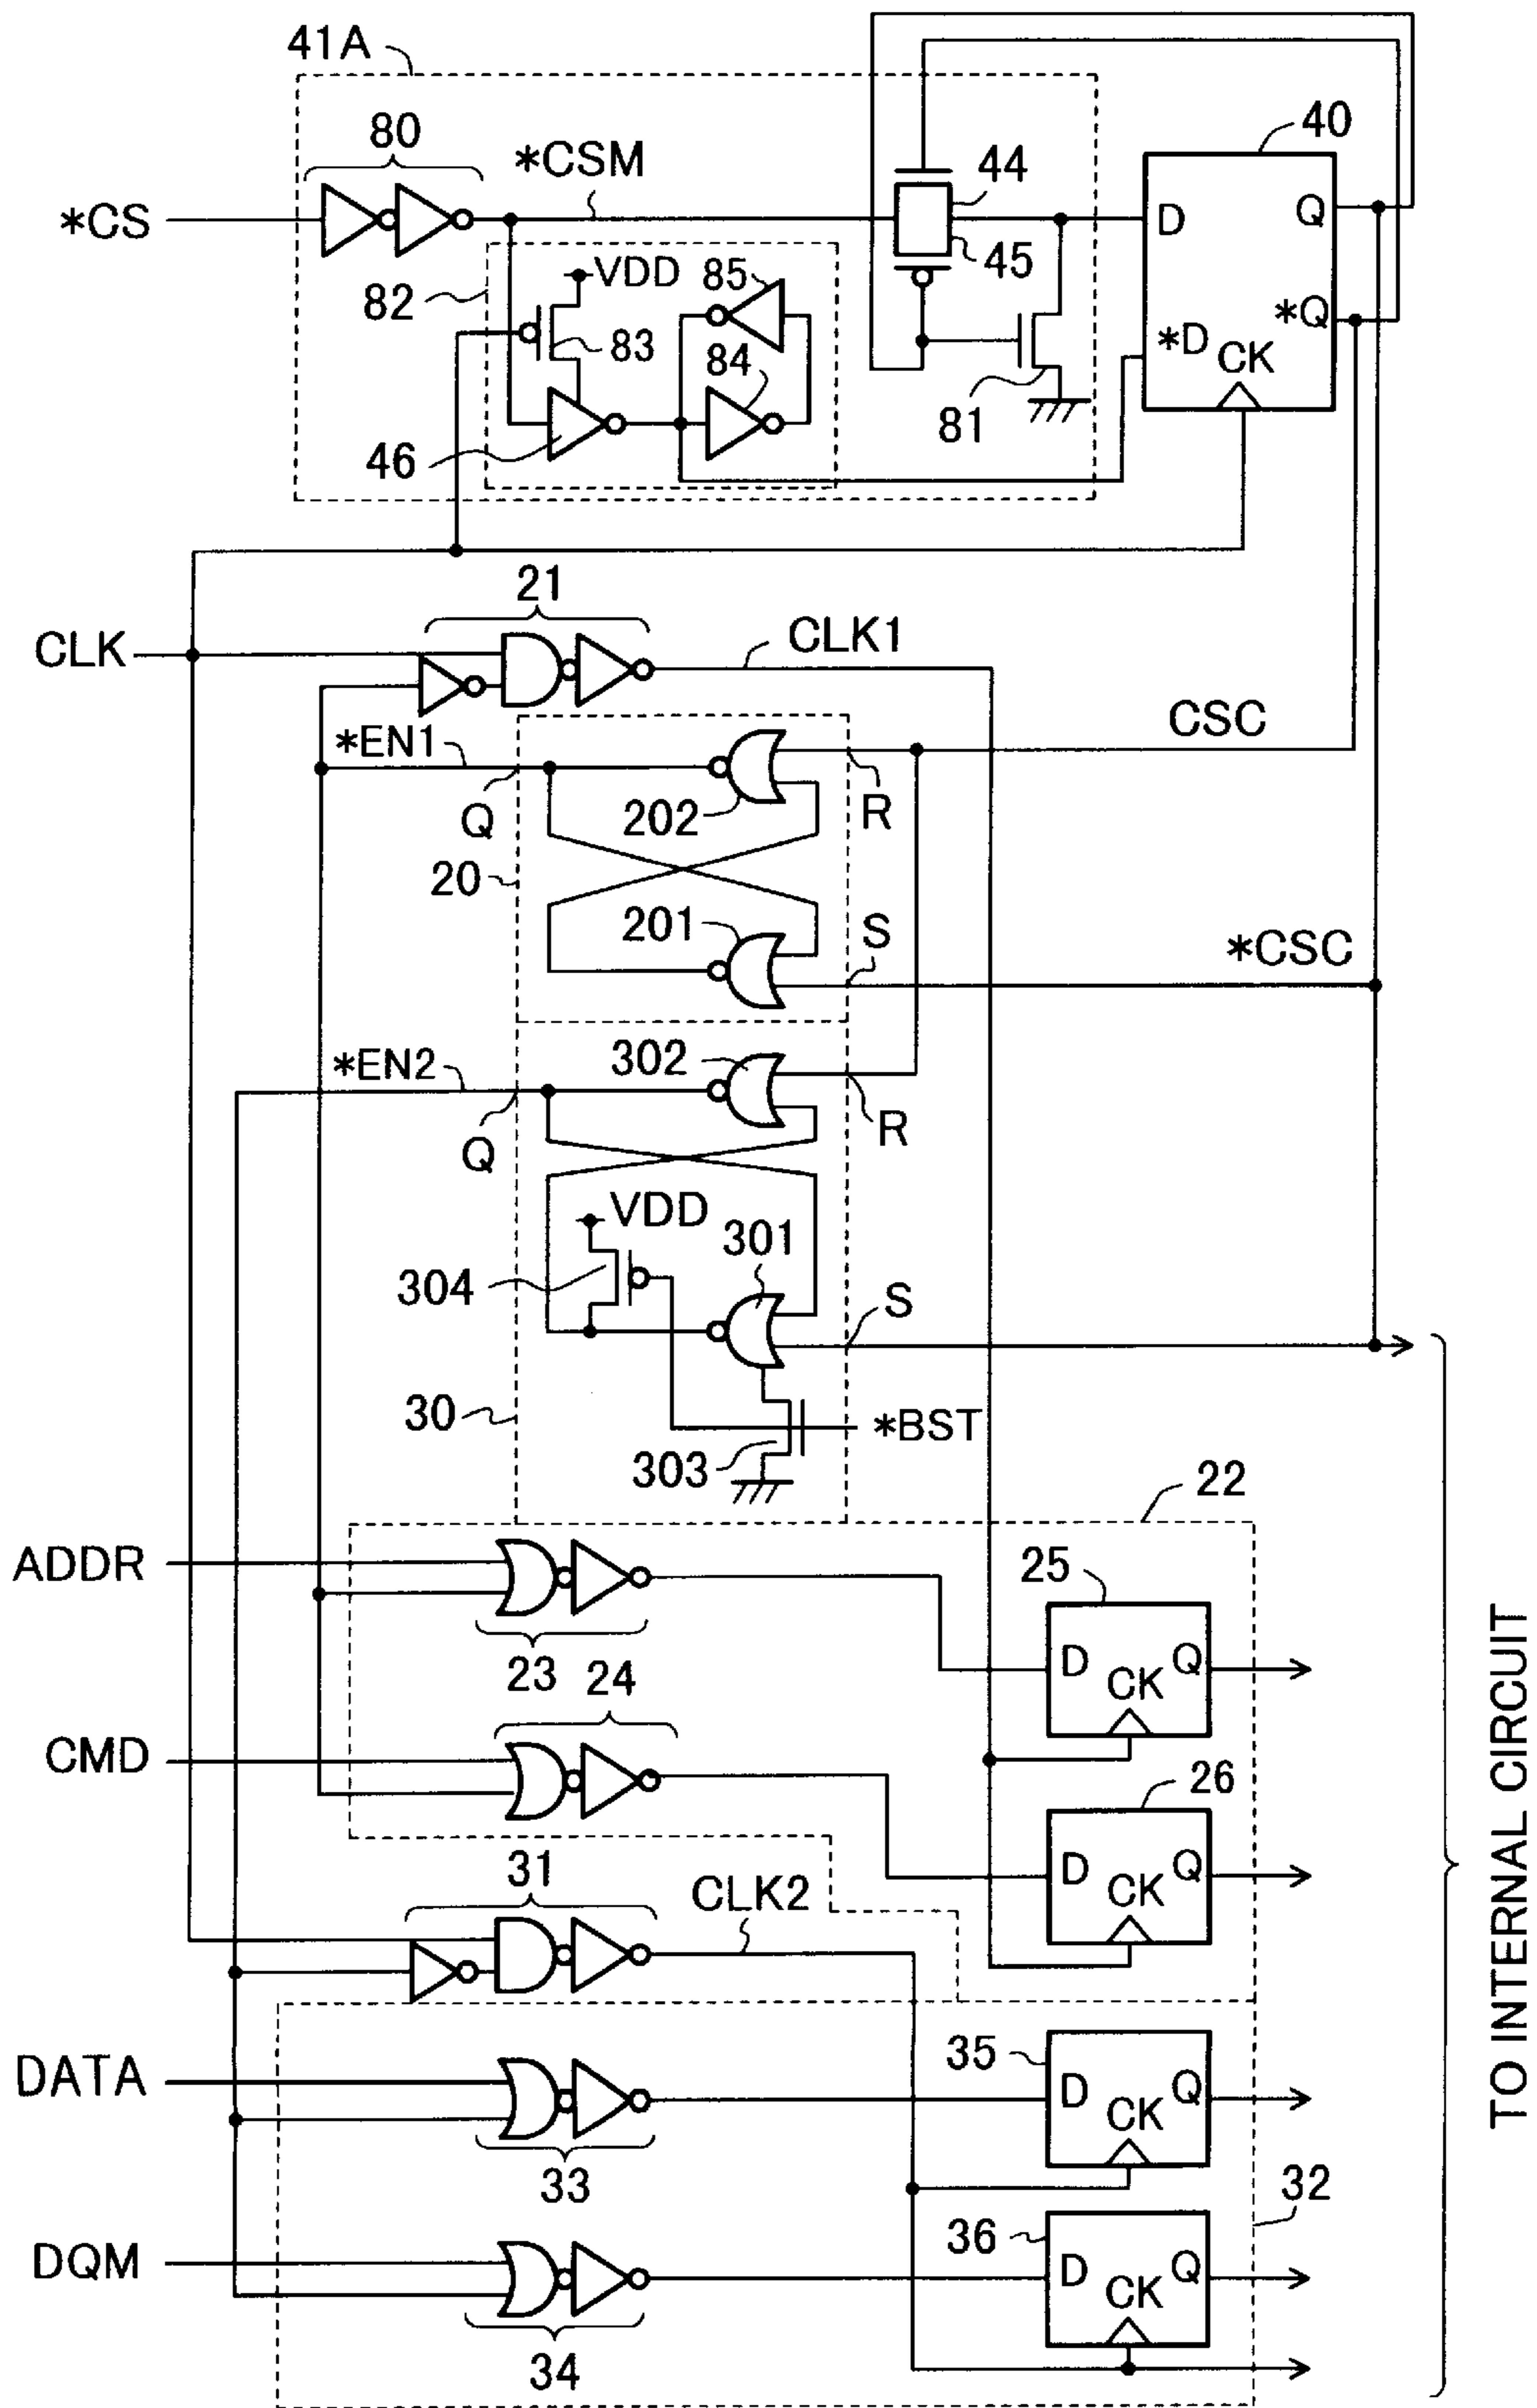 41A
80
*CSM
44
40
*CS
D
Q
45
VDD
85
82
83
84
*D
*Q
CK
46
81
21
CLK
CLK1
CSC
*EN1
Q
202
R
20
201
S
*CSC
*EN2
302
Q
R
VDD
301
304
S
30
*BST
303
22
ADDR
25
D
CK
Q
23
24
CMD
26
D
CK
Q
31
CLK2
DATA
35
D
CK
Q
33
32
DQM
36
D
CK
Q
34
TO INTERNAL CIRCUIT